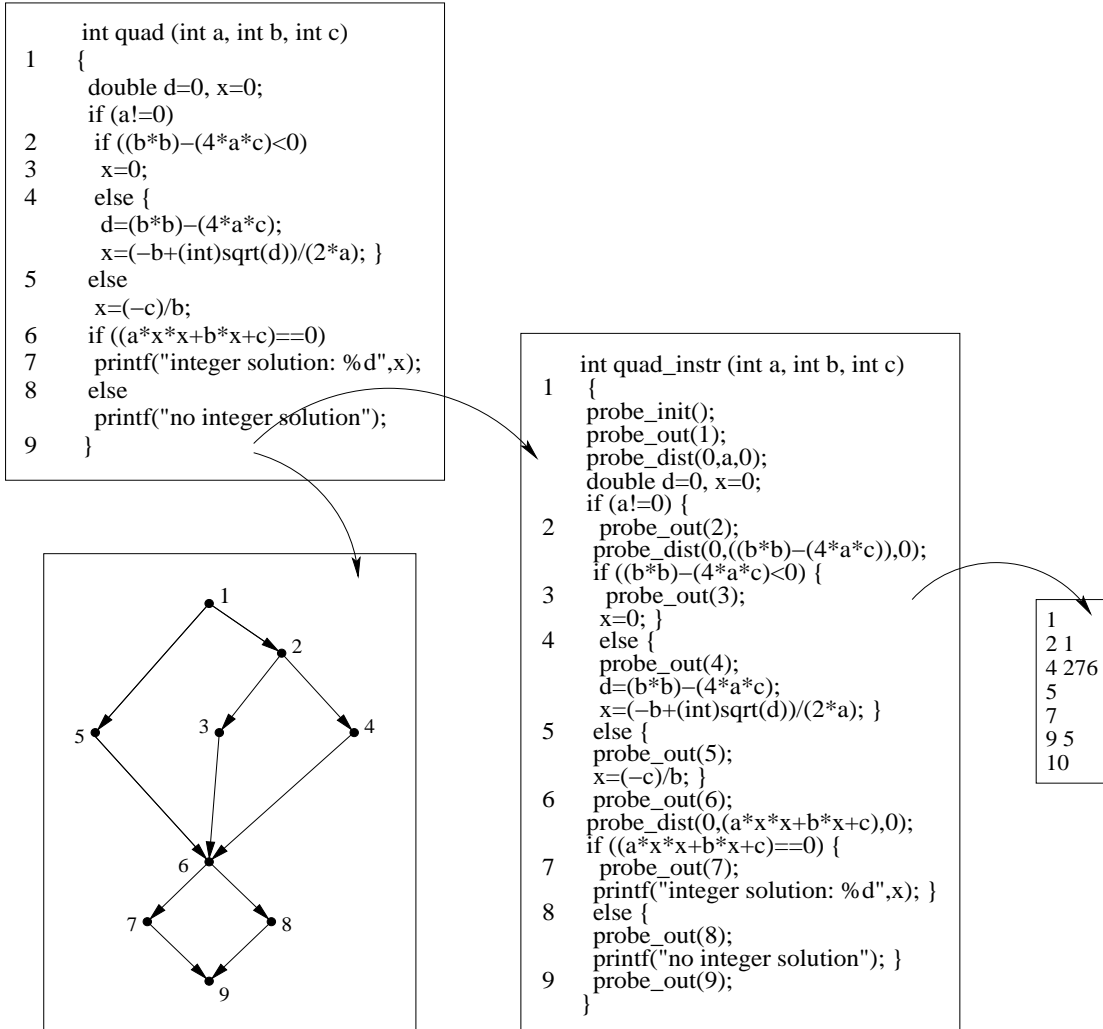 int quad (int a, int b, int c)
1 {
double d=0, x=0;
if (a!=0)
2 if ((b*b)−(4*a*c)<0)
3 x=0;
4 else {
d=(b*b)−(4*a*c);
x=(−b+(int)sqrt(d))/(2*a); }
5 else
x=(−c)/b;
6 if ((a*x*x+b*x+c)==0)
7 printf("integer solution: %d",x);
8 else
printf("no integer solution");
9 }
1
2
3
4
5
6
7
8
9
int quad_instr (int a, int b, int c)
1 {
probe_init();
probe_out(1);
probe_dist(0,a,0);
double d=0, x=0;
if (a!=0) {
2 probe_out(2);
probe_dist(0,((b*b)−(4*a*c)),0);
if ((b*b)−(4*a*c)<0) {
3 probe_out(3);
x=0; }
4 else {
probe_out(4);
d=(b*b)−(4*a*c);
x=(−b+(int)sqrt(d))/(2*a); }
5 else {
probe_out(5);
x=(−c)/b; }
6 probe_out(6);
probe_dist(0,(a*x*x+b*x+c),0);
if ((a*x*x+b*x+c)==0) {
7 probe_out(7);
printf("integer solution: %d",x); }
8 else {
probe_out(8);
printf("no integer solution"); }
9 probe_out(9);
}
1
2 1
4 276
5
7
9 5
10